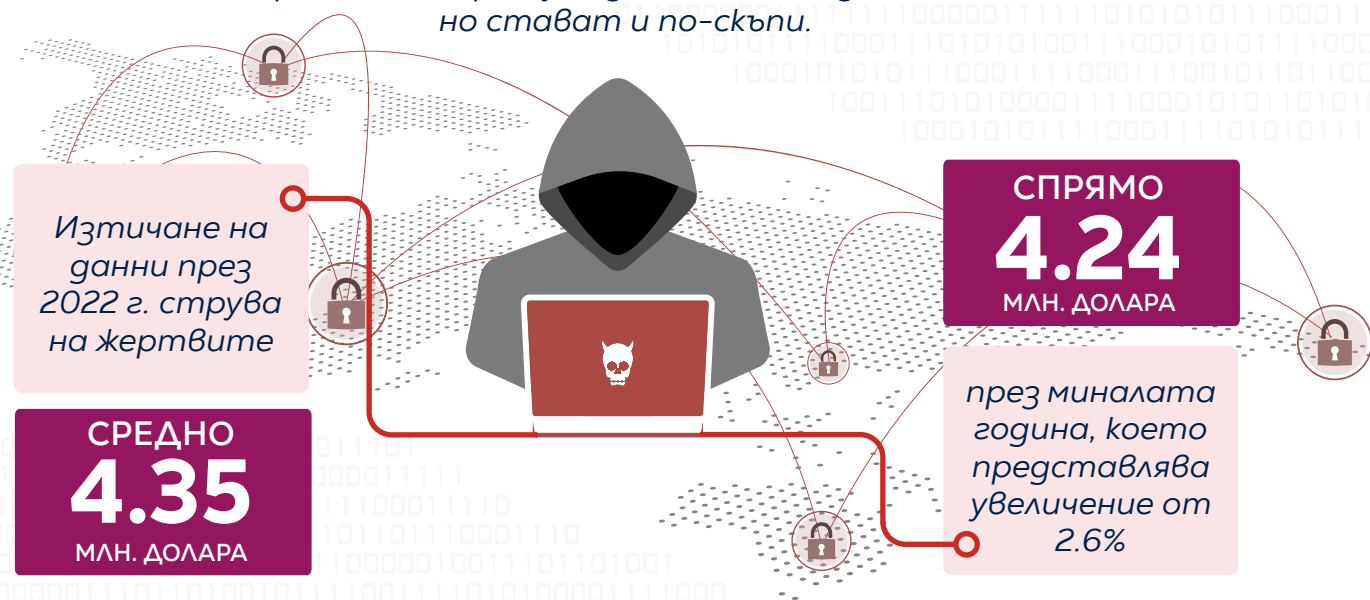 но стават и по-скъпи.
Изтичане на
данни през
2022 г. струва
на жертвите
СРЕДНО
4.35
МЛН. ДОЛАРА
СПРЯМО
4.24
МЛН. ДОЛАРА
през миналата
година, което
представлява
увеличение от
2.6%